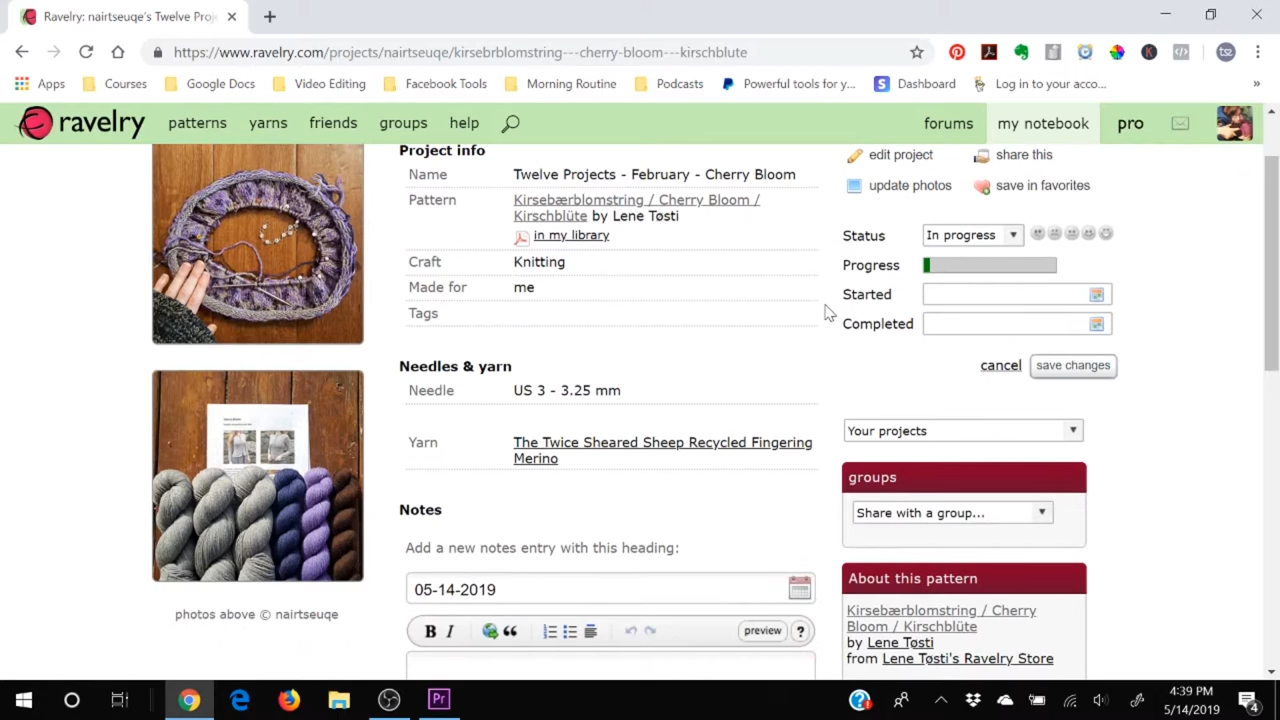 Ravelry: nairtseuqe's Twelve Proj
https://www.ravelry.com/projects/nairtseuqe/kirsebrblomstring---cherry-bloom---kirschblute
Apps Courses Google Docs Video Editing Facebook Tools Morning Routine Podcasts Powerful tools for y... Dashboard Log in to your acco...
ravelry patterns yarns friends groups help forums my notebook pro
Project info
edit project share this
Name Twelve Projects - February - Cherry Bloom
update photos save in favorites
Pattern Kirsebærblomstring / Cherry Bloom /
Kirschblüte by Lene Tøsti
in my library
Status In progress
Craft Knitting
Progress
Made for me
Started
Tags
Completed
Needles & yarn
cancel save changes
Needle US 3 - 3.25 mm
Your projects
Yarn The Twice Sheared Sheep Recycled Fingering
Merino
groups
Share with a group...
Notes
Add a new notes entry with this heading:
05-14-2019
About this pattern
Kirsebærblomstring / Cherry
Bloom / Kirschblüte
by Lene Tøsti
from Lene Tøsti's Ravelry Store
B I preview ?
photos above © nairtseuqe
4:39 PM
5/14/2019